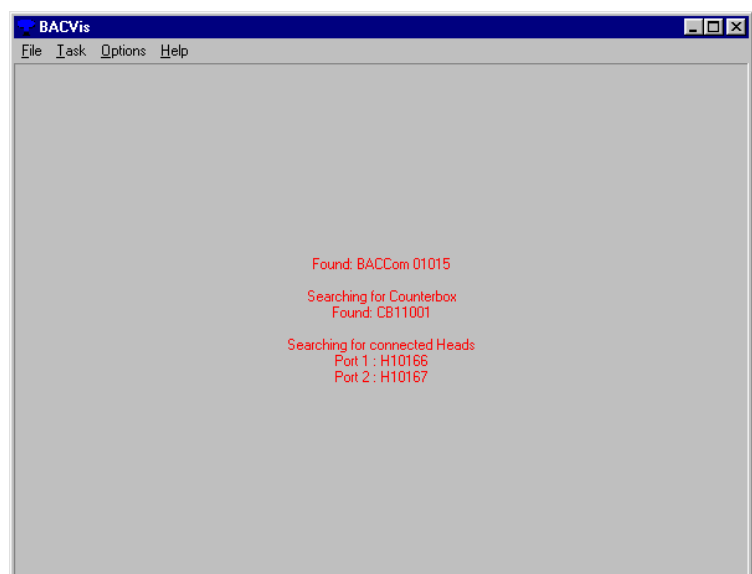 BACVis
File Task Options Help
Found: BACCom 01015
Searching for Counterbox
Found: CB11001
Searching for connected Heads
Port 1 : H10166
Port 2 : H10167